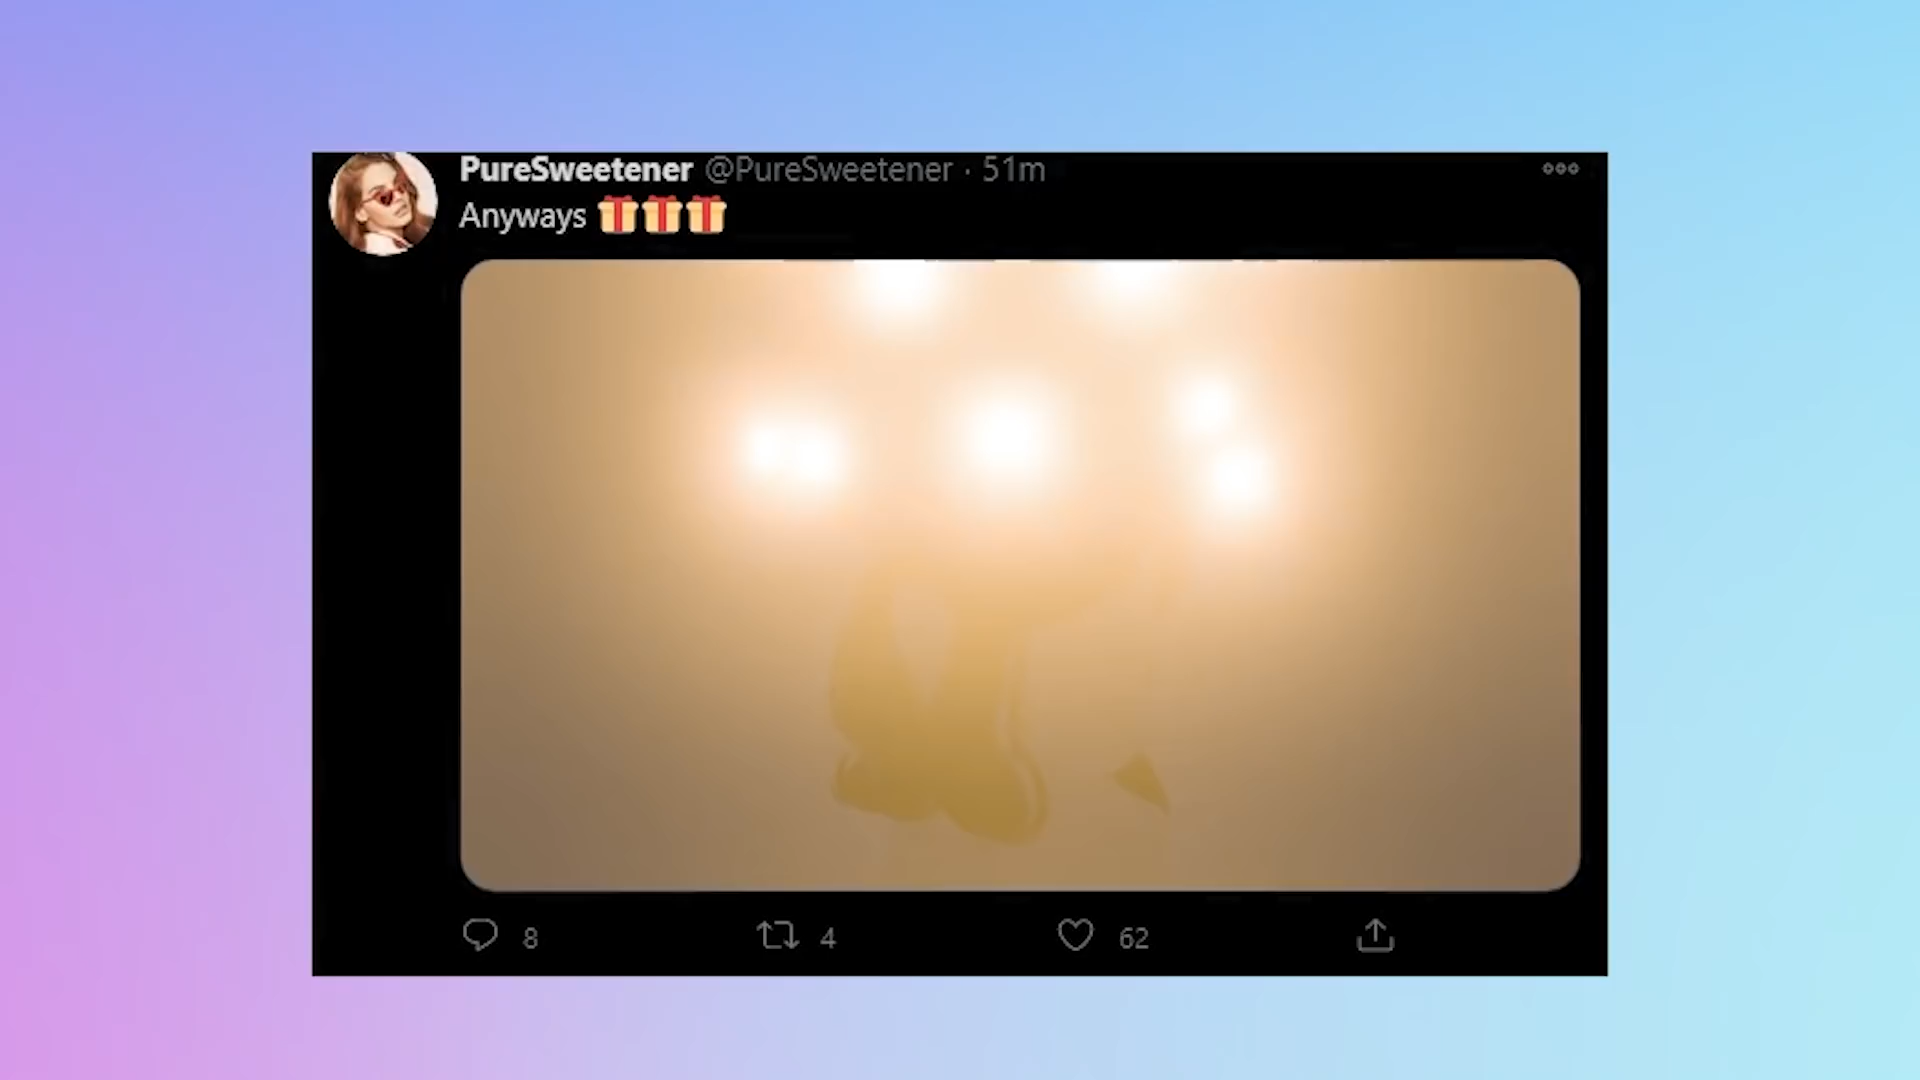 PureSweetener @PureSweetener · 51m
Anyways 🎁🎁🎁
8 4 62